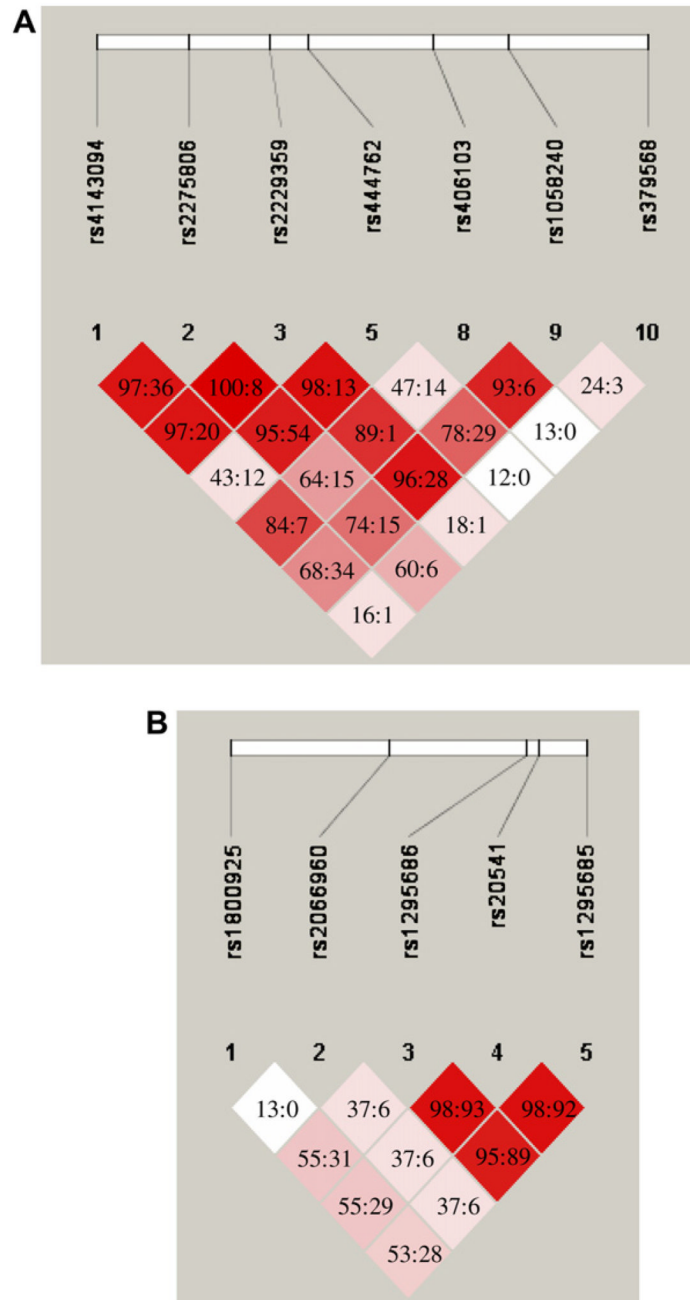 A
rs4143094
rs2275806
rs2229359
rs444762
rs406103
rs1058240
rs379568
1 2 3 5 8 9 10
97:36 100:8 98:13 47:14 93:6 24:3
97:20 95:54 89:1 78:29 13:0
43:12 64:15 96:28 12:0
84:7 74:15 18:1
68:34 60:6
16:1
B
rs1800925
rs2066960
rs1295686
rs20541
rs1295685
1 2 3 4 5
13:0 37:6 98:93 98:92
55:31 37:6 95:89
55:29 37:6
53:28